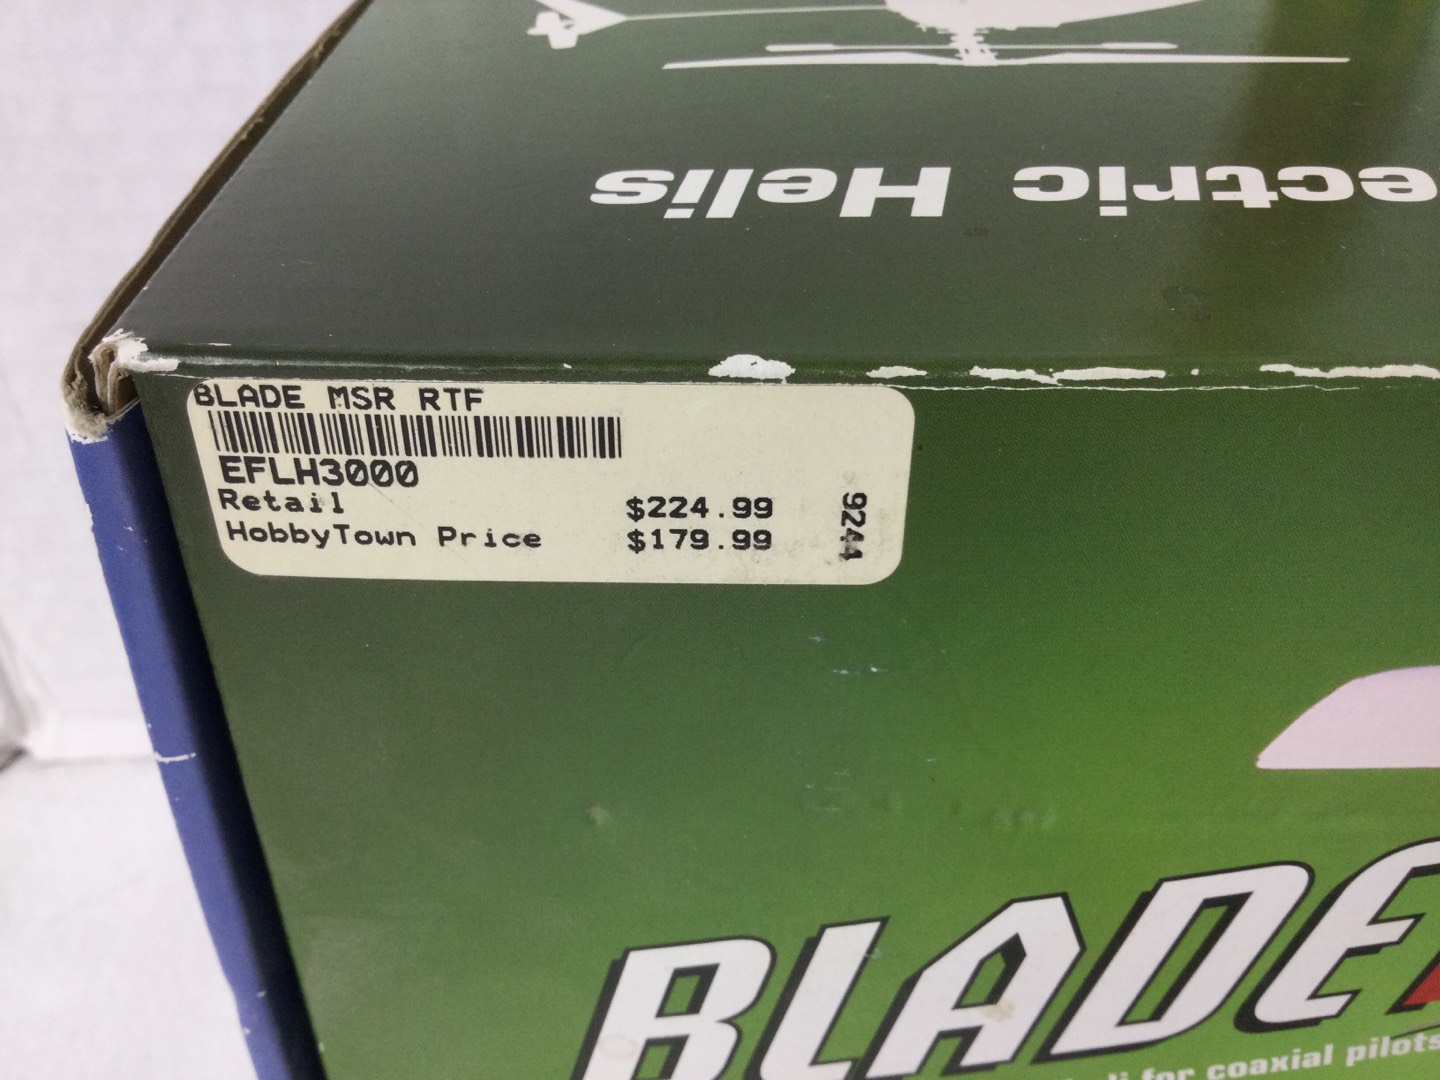 ectric Helis
BLADE MSR RTF
EFLH3000
Retail $224.99
HobbyTown Price $179.99
9244
BLADE
for coaxial pilots